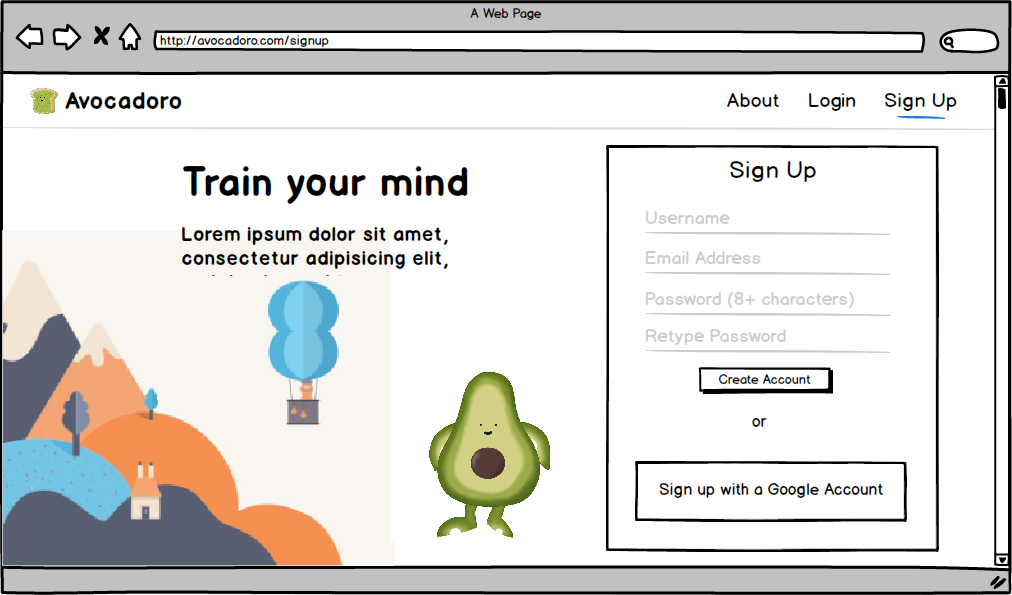 A Web Page
http://avocadoro.com/signup
Avocadoro
About
Login
Sign Up
Train your mind
Lorem ipsum dolor sit amet,
consectetur adipisicing elit,
Sign Up
Username
Email Address
Password (8+ characters)
Retype Password
Create Account
or
Sign up with a Google Account